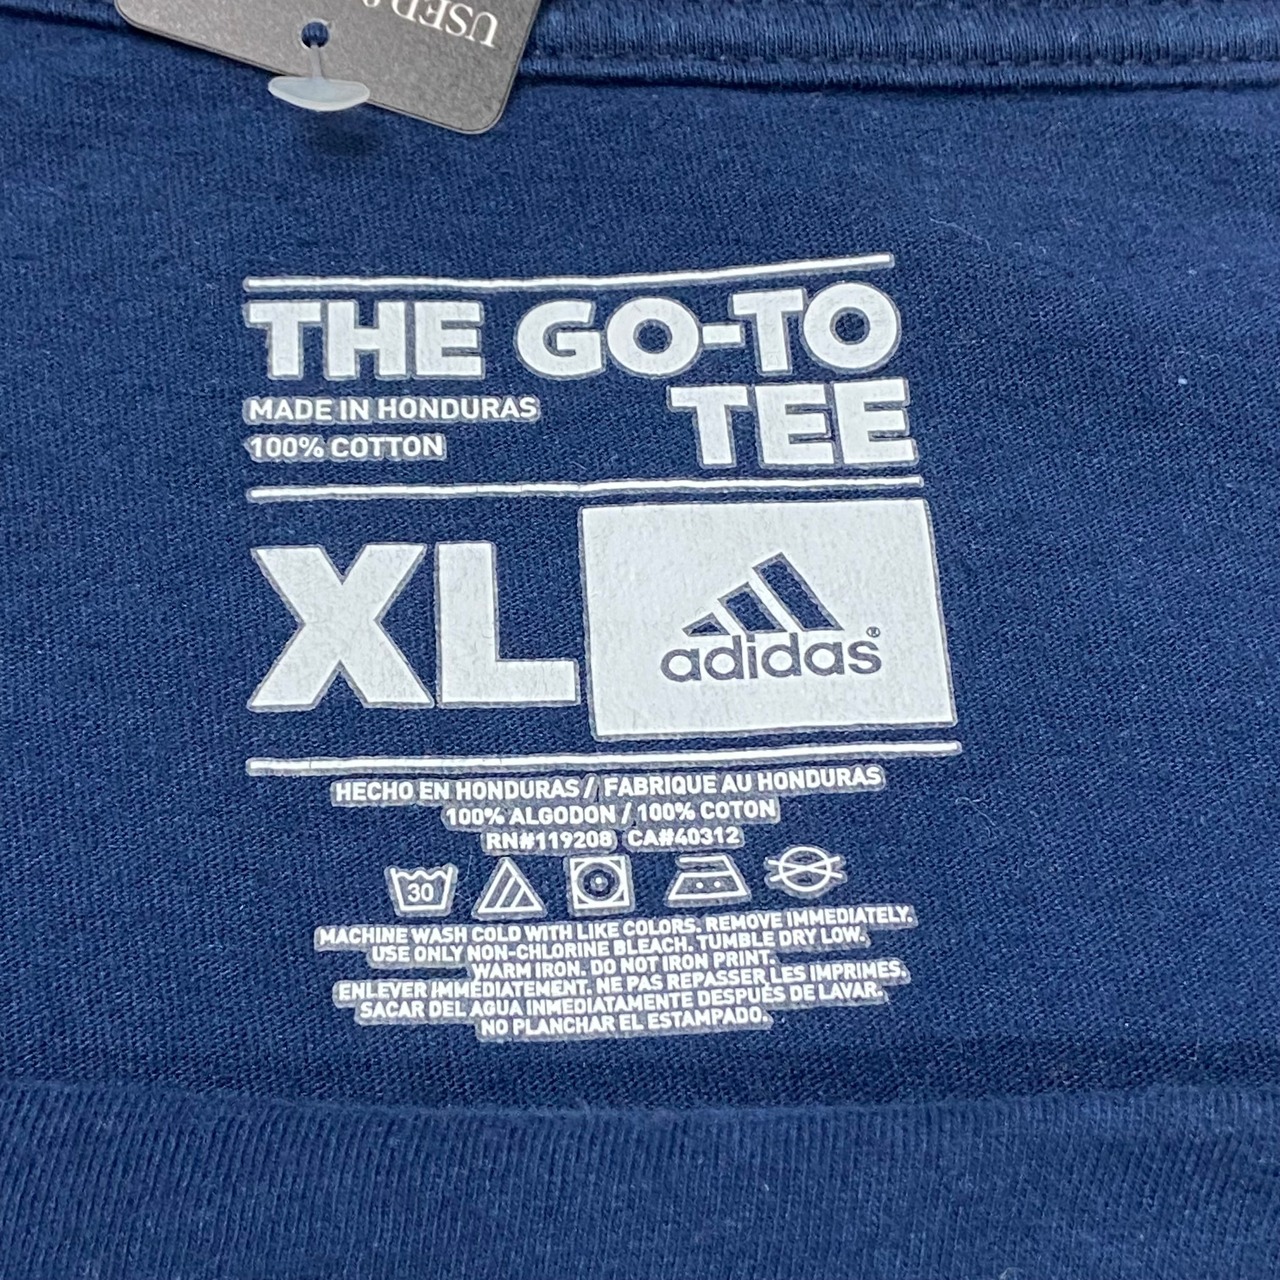 USED
THE GO-TO
TEE
MADE IN HONDURAS
100% COTTON
XL
adidas®
HECHO EN HONDURAS / FABRIQUE AU HONDURAS
100% ALGODON / 100% COTON
RN#119208 CA#40312
30
MACHINE WASH COLD WITH LIKE COLORS. REMOVE IMMEDIATELY.
USE ONLY NON-CHLORINE BLEACH. TUMBLE DRY LOW.
WARM IRON. DO NOT IRON PRINT.
ENLEVER IMMÉDIATEMENT. NE PAS REPASSER LES IMPRIMES.
SACAR DEL AGUA INMEDIATAMENTE DESPUÉS DE LAVAR.
NO PLANCHAR EL ESTAMPADO.